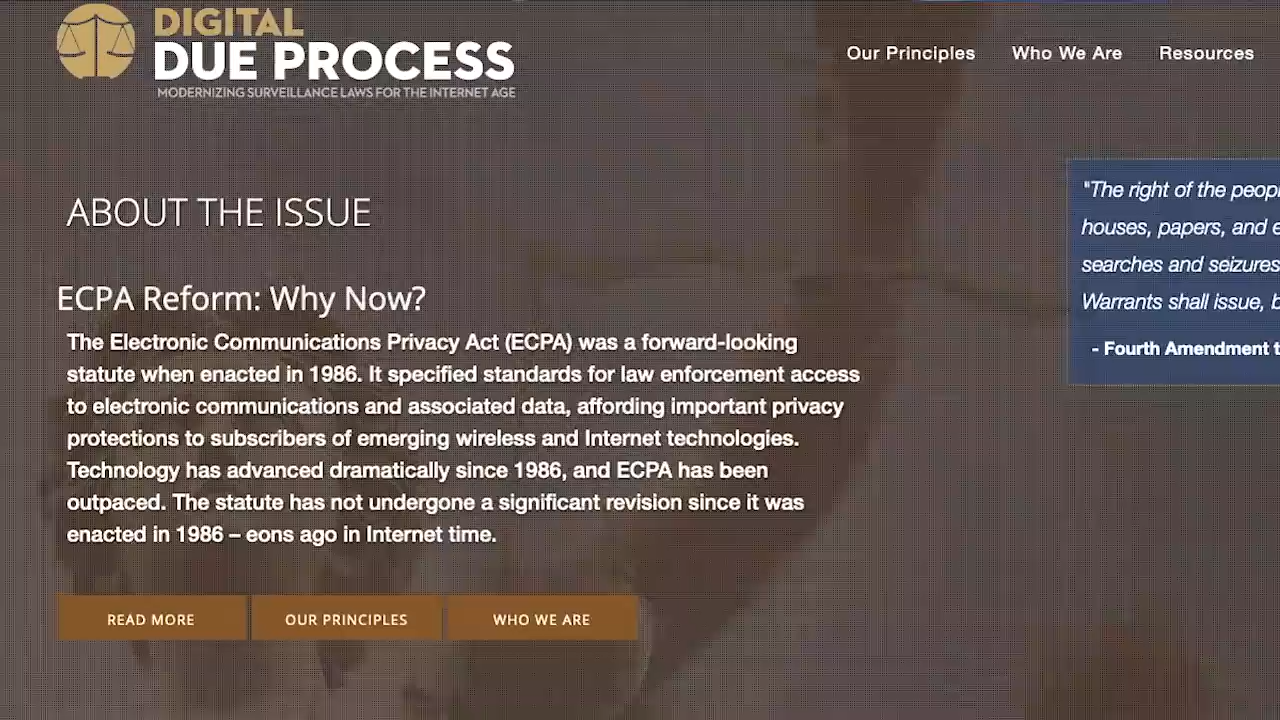 DIGITAL
DUE PROCESS
MODERNIZING SURVEILLANCE LAWS FOR THE INTERNET AGE
Our Principles Who We Are Resources
ABOUT THE ISSUE
ECPA Reform: Why Now?
The Electronic Communications Privacy Act (ECPA) was a forward-looking
statute when enacted in 1986. It specified standards for law enforcement access
to electronic communications and associated data, affording important privacy
protections to subscribers of emerging wireless and Internet technologies.
Technology has advanced dramatically since 1986, and ECPA has been
outpaced. The statute has not undergone a significant revision since it was
enacted in 1986 – eons ago in Internet time.
READ MORE OUR PRINCIPLES WHO WE ARE
"The right of the
houses, papers, and
searches and seizures
Warrants shall issue,
- Fourth Amendment